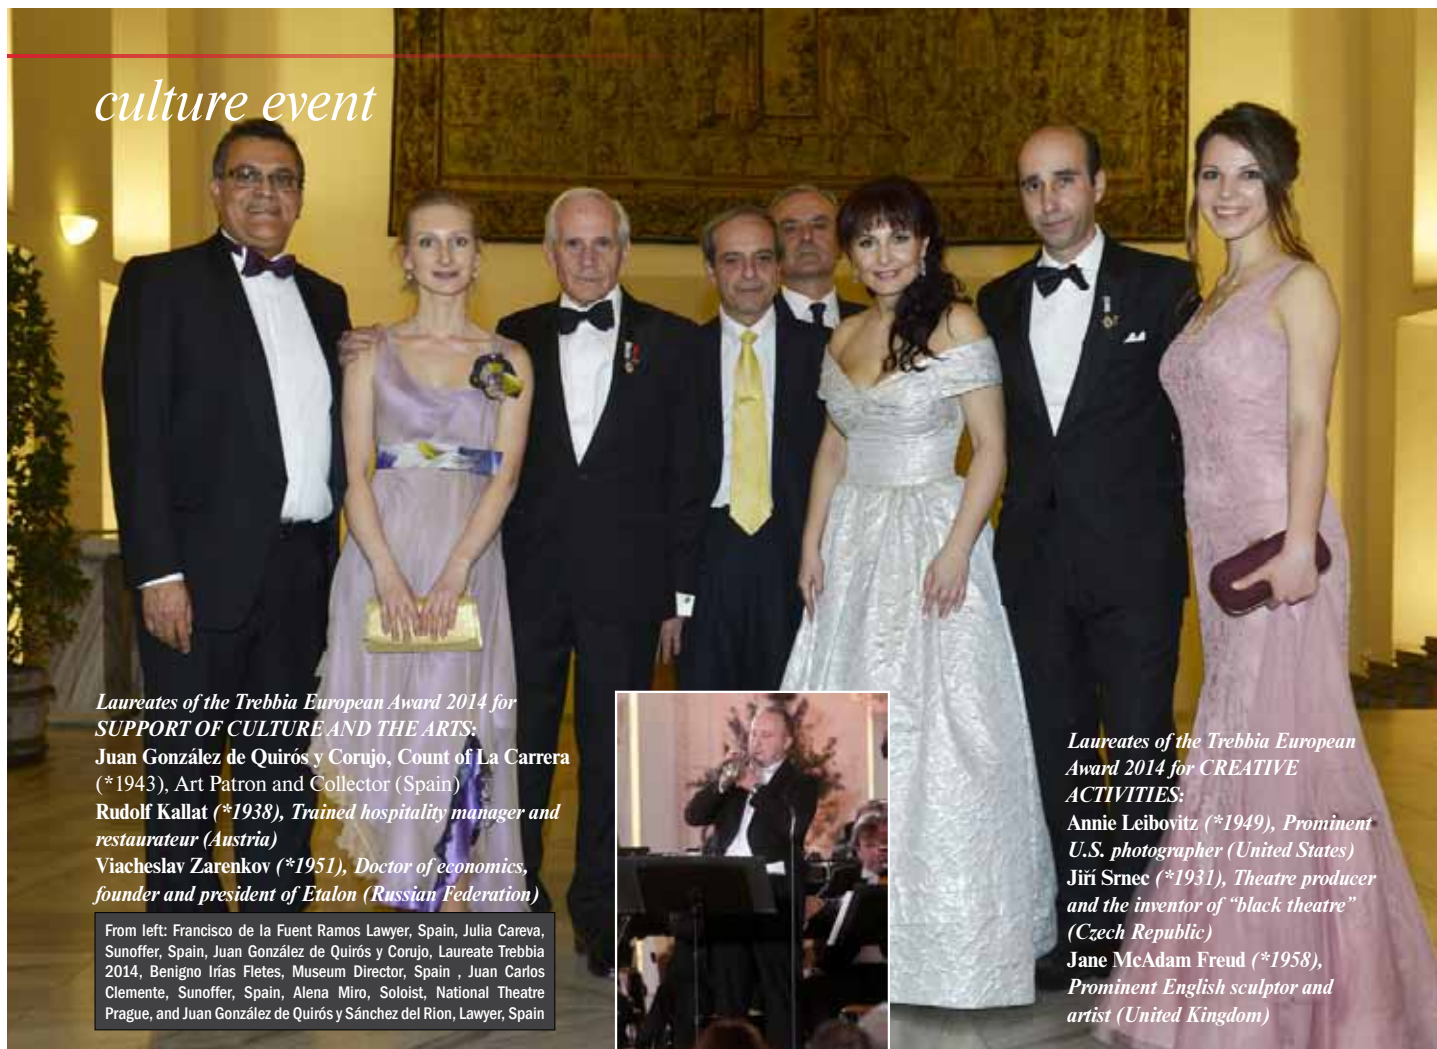 culture event
Laureates of the Trebbia European Award 2014 for
SUPPORT OF CULTURE AND THE ARTS:
Juan González de Quirós y Corujo, Count of La Carrera
(*1943), Art Patron and Collector (Spain)
Rudolf Kallat (*1938), Trained hospitality manager and
restaurateur (Austria)
Viacheslav Zarenkov (*1951), Doctor of economics,
founder and president of Etalon (Russian Federation)
From left: Francisco de la Fuent Ramos Lawyer, Spain, Julia Careva,
Sunoffer, Spain, Juan González de Quirós y Corujo, Laureate Trebbia
2014, Benigno Irías Fletes, Museum Director, Spain , Juan Carlos
Clemente, Sunoffer, Spain, Alena Miro, Soloist, National Theatre
Prague, and Juan González de Quirós y Sánchez del Rion, Lawyer, Spain
Laureates of the Trebbia European
Award 2014 for CREATIVE
ACTIVITIES:
Annie Leibovitz (*1949), Prominent
U.S. photographer (United States)
Jiří Srnec (*1931), Theatre producer
and the inventor of “black theatre”
(Czech Republic)
Jane McAdam Freud (*1958),
Prominent English sculptor and
artist (United Kingdom)